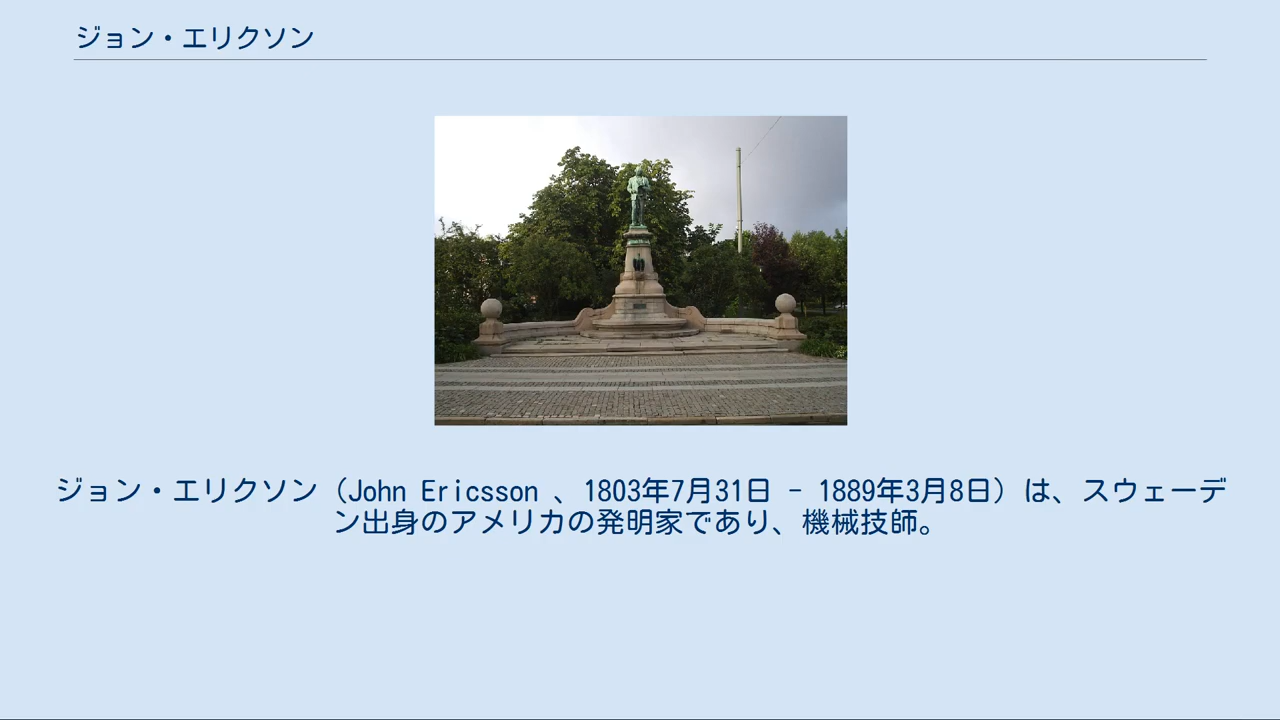 ジョン・エリクソン
ジョン・エリクソン（John Ericsson 、1803年7月31日 - 1889年3月8日）は、スウェーデ
ン出身のアメリカの発明家であり、機械技師。